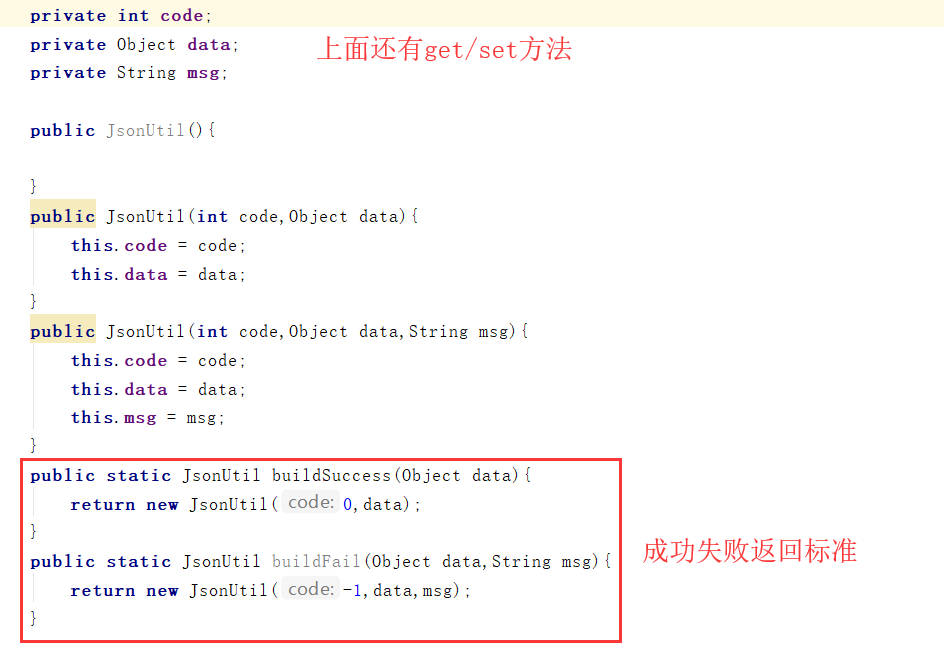 private int code;
private Object data;
上面还有get/set方法
private String msg;
public JsonUtil(){
}
public JsonUtil(int code,Object data){
this.code = code;
this.data = data;
}
public JsonUtil(int code,Object data,String msg){
this.code = code;
this.data = data;
this.msg = msg;
}
public static JsonUtil buildSuccess(Object data){
return new JsonUtil( code: 0,data);
}
成功失败返回标准
public static JsonUtil buildFail(Object data,String msg){
return new JsonUtil( code: -1,data,msg);
}